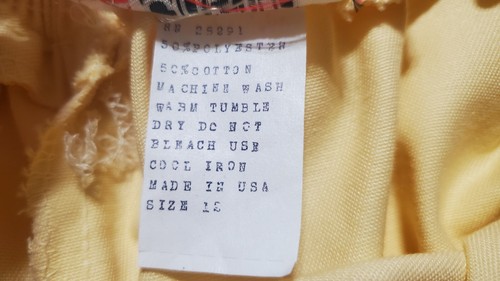 RN 26291
50%POLYESTER
50%COTTON
MACHINE WASH
WARM TUMBLE
DRY DO NOT
BLEACH USE
COOL IRON
MADE IN USA
SIZE 12